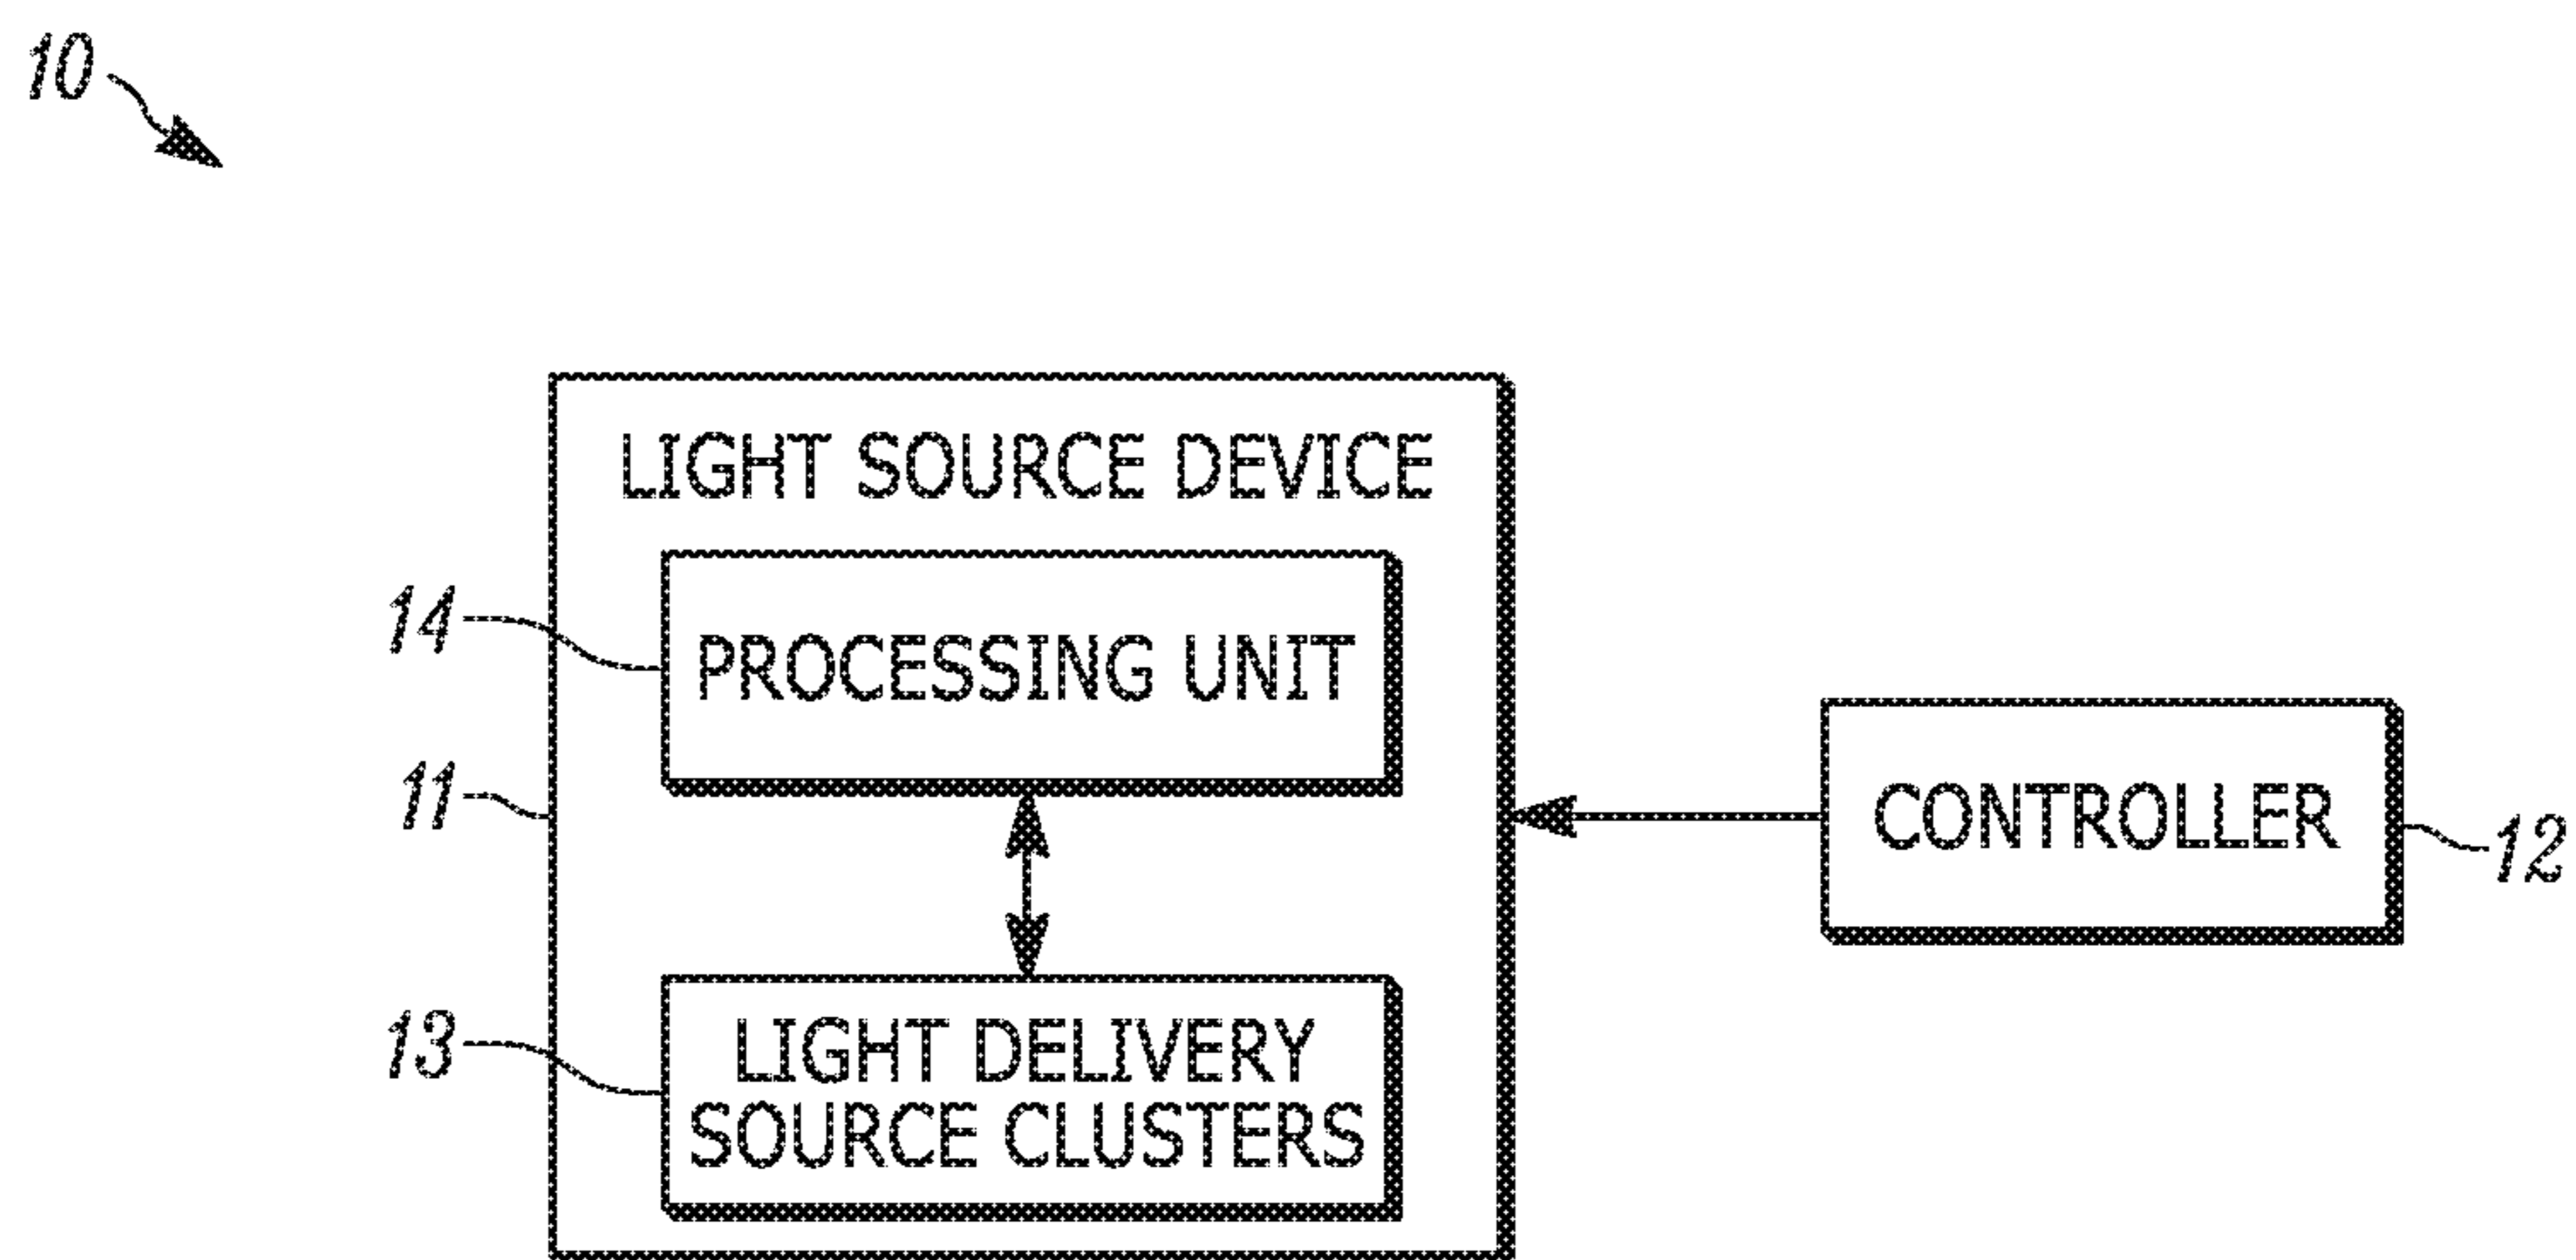 10
LIGHT SOURCE DEVICE
14
PROCESSING UNIT
11
CONTROLLER
12
13
LIGHT DELIVERY
SOURCE CLUSTERS